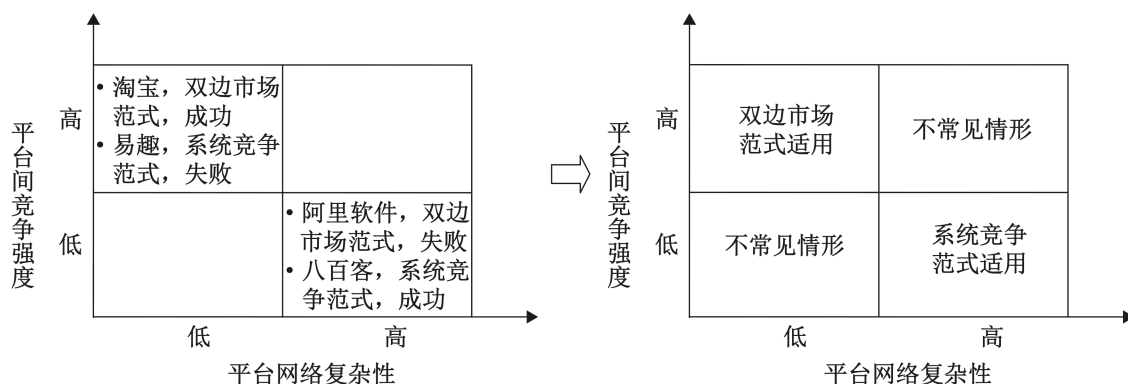 平台间竞争强度
高
低
• 淘宝，双边市场
范式，成功
• 易趣，系统竞争
范式，失败
• 阿里软件，双边
市场范式，失败
• 八百客，系统竞
争范式，成功
低
高
平台网络复杂性
平台间竞争强度
高
低
双边市场
范式适用
不常见情形
不常见情形
系统竞争
范式适用
低
高
平台网络复杂性